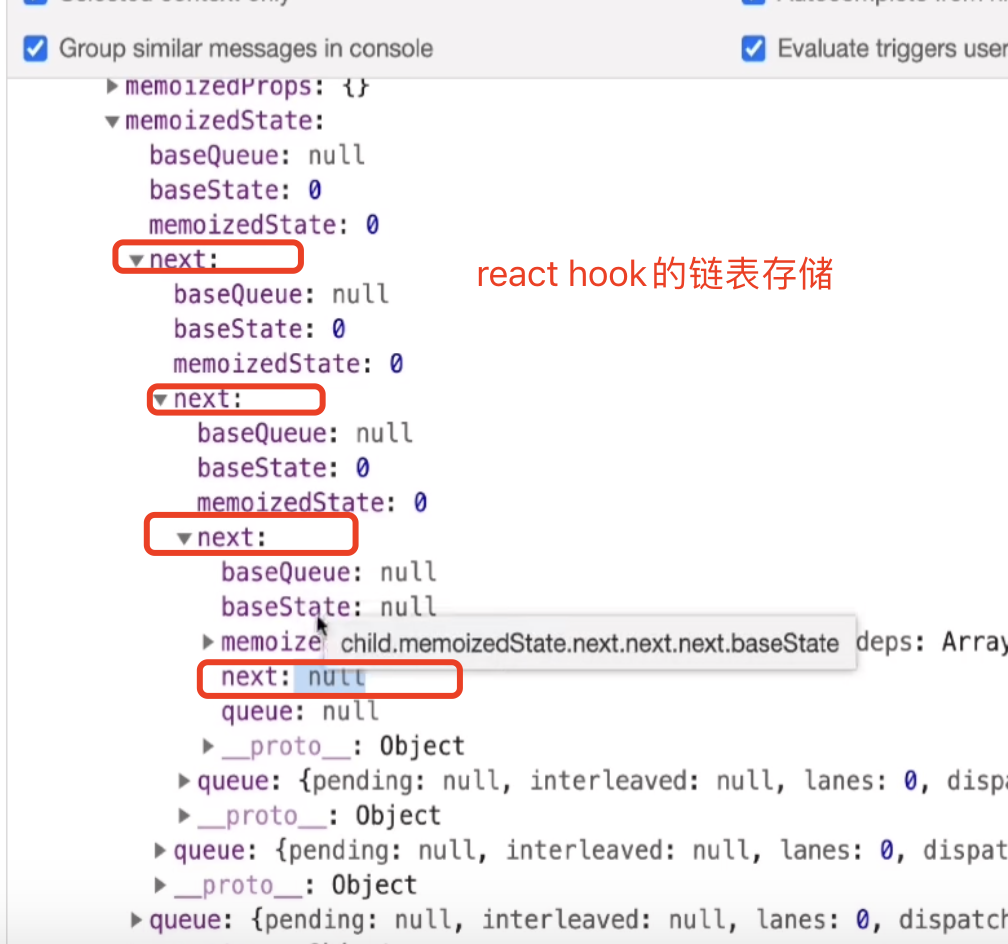 Selected context only
Group similar messages in console
Evaluate triggers user
memoizedProps: {}
memoizedState:
baseQueue: null
baseState: 0
memoizedState: 0
next:
react hook的链表存储
baseQueue: null
baseState: 0
memoizedState: 0
next:
baseQueue: null
baseState: 0
memoizedState: 0
next:
baseQueue: null
baseState: null
memoize
child.memoizedState.next.next.next.baseState
deps: Array
next: null
queue: null
__proto__: Object
queue: {pending: null, interleaved: null, lanes: 0, dispa
__proto__: Object
queue: {pending: null, interleaved: null, lanes: 0, dispat
__proto__: Object
queue: {pending: null, interleaved: null, lanes: 0, dispatch